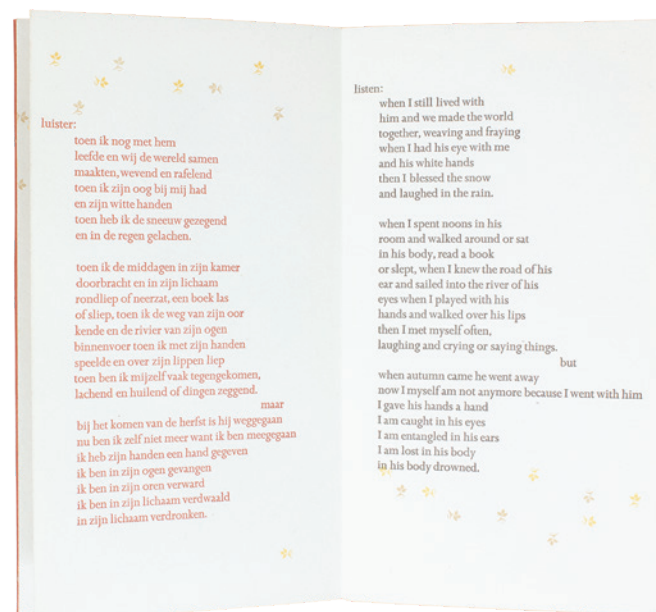 luister:
toen ik nog met hem
leefde en wij de wereld samen
maakten, wevend en rafelend
toen ik zijn oog bij mij had
en zijn witte handen
toen heb ik de sneeuw gezegend
en in de regen gelachen.
toen ik de middagen in zijn kamer
doorbracht en in zijn lichaam
rondliep of neerzat, een boek las
of sliep, toen ik de weg van zijn oor
kende en de rivier van zijn ogen
binnenvoer toen ik met zijn handen
speelde en over zijn lippen liep
toen ben ik mijzelf vaak tegengekomen,
lachend en huilend of dingen zeggend.
maar
bij het komen van de herfst is hij weggegaan
nu ben ik zelf niet meer want ik ben meegegaan
ik heb zijn handen een hand gegeven
ik ben in zijn ogen gevangen
ik ben in zijn oren verward
ik ben in zijn lichaam verdwaald
in zijn lichaam verdronken.
listen:
when I still lived with
him and we made the world
together, weaving and fraying
when I had his eye with me
and his white hands
then I blessed the snow
and laughed in the rain.
when I spent noons in his
room and walked around or sat
in his body, read a book
or slept, when I knew the road of his
ear and sailed into the river of his
eyes when I played with his
hands and walked over his lips
then I met myself often,
laughing and crying or saying things.
but
when autumn came he went away
now I myself am not anymore because I went with him
I gave his hands a hand
I am caught in his eyes
I am entangled in his ears
I am lost in his body
in his body drowned.